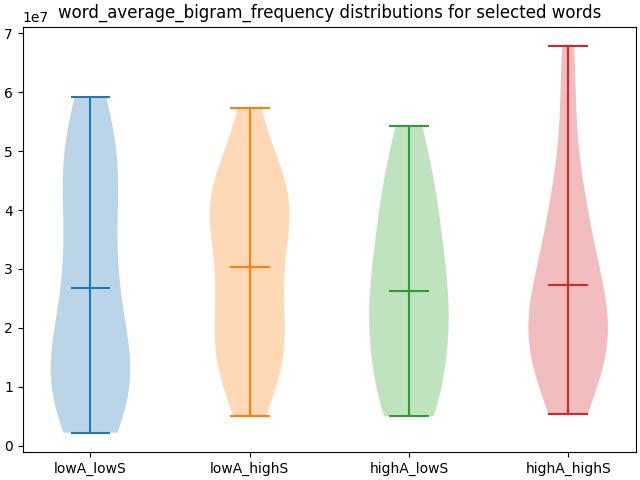 word_average_bigram_frequency distributions for selected words
1e7
7
6
5
4
3
2
1
0
lowA_lowS
lowA_highS
highA_lowS
highA_highS